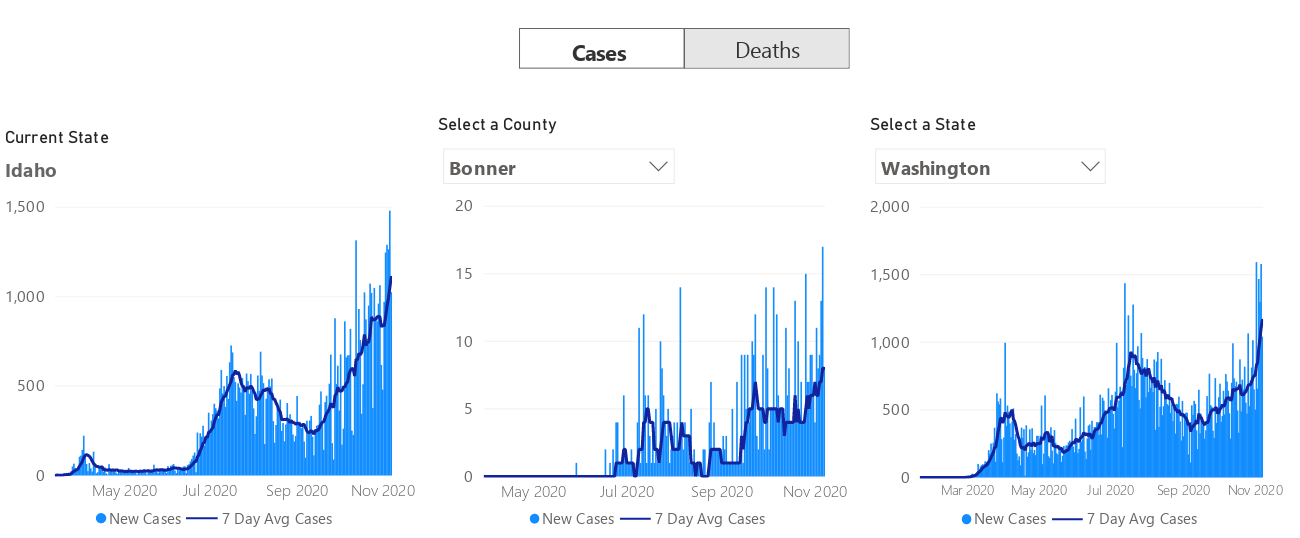 Cases
Deaths
Current State
Idaho
1,500
1,000
500
0
May 2020
Jul 2020
Sep 2020
Nov 2020
New Cases
7 Day Avg Cases
Select a County
Bonner
20
15
10
5
0
May 2020
Jul 2020
Sep 2020
Nov 2020
New Cases
7 Day Avg Cases
Select a State
Washington
2,000
1,500
1,000
500
0
Mar 2020
May 2020
Jul 2020
Sep 2020
Nov 2020
New Cases
7 Day Avg Cases